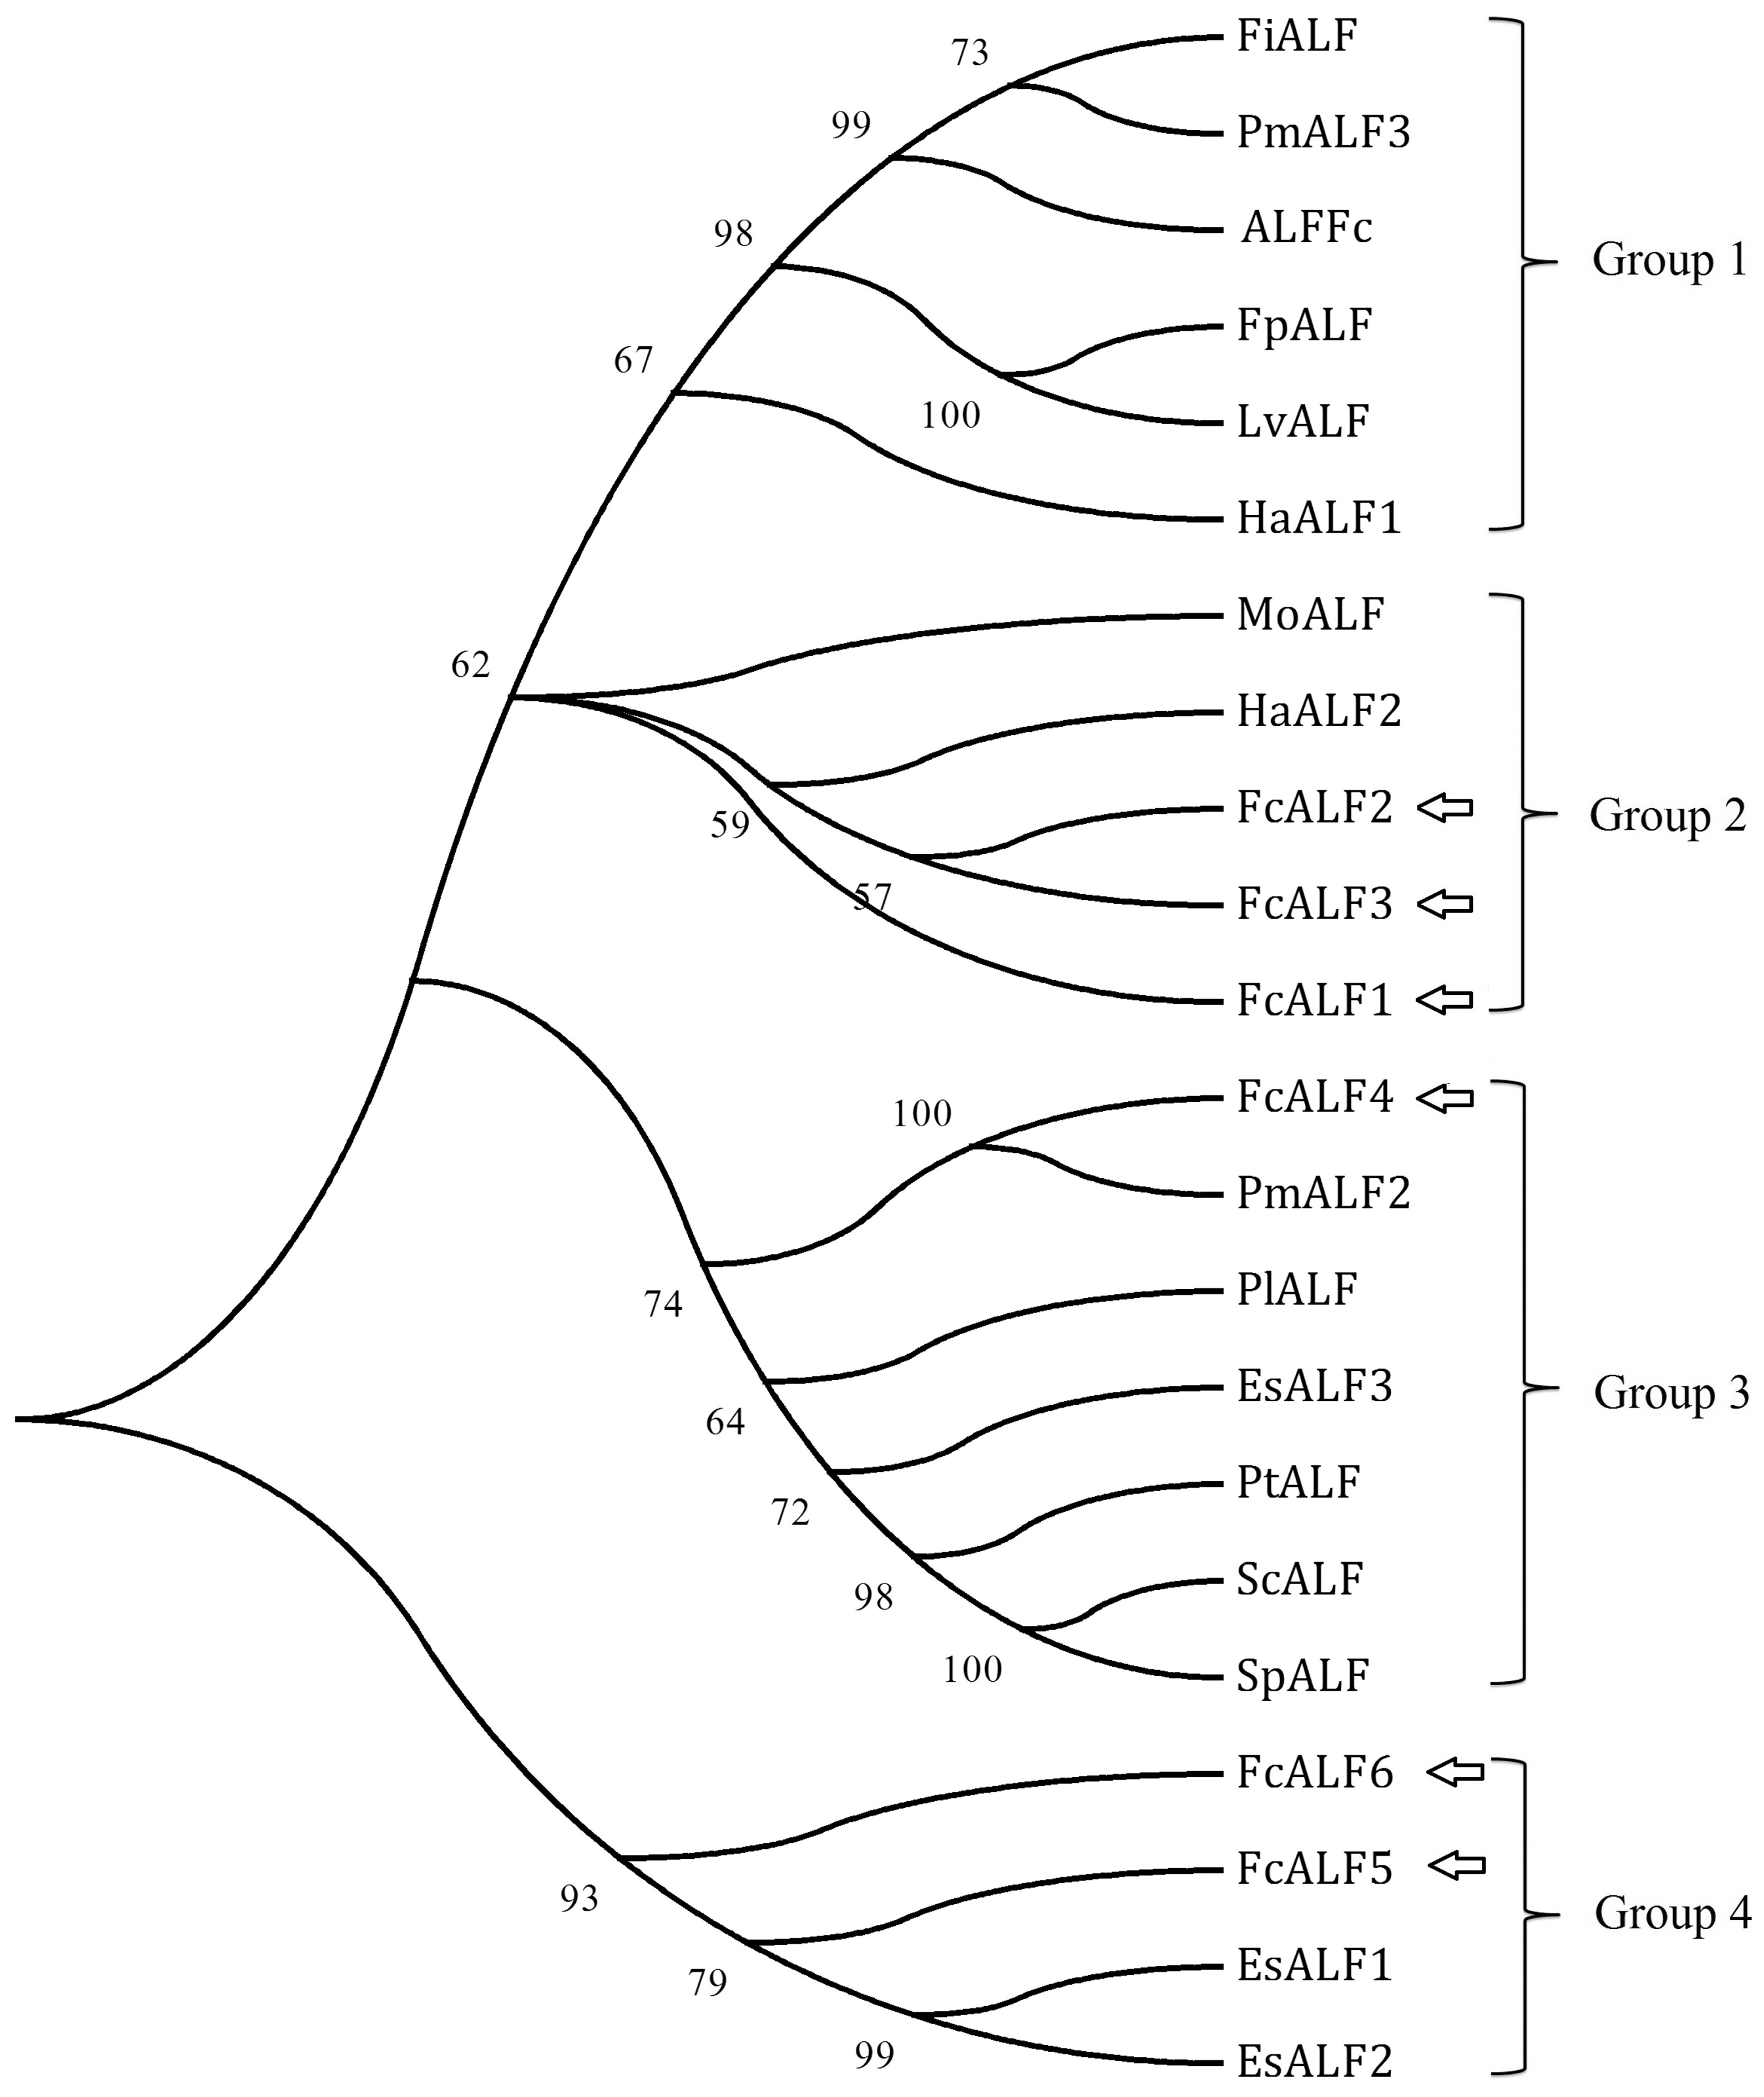 FiALF
73
PmALF3
99
ALFFc
98
Group 1
FpALF
67
100
LvALF
HaALF1
MoALF
62
HaALF2
FcALF2
Group 2
59
57
FcALF3
FcALF1
FcALF4
100
PmALF2
PlALF
74
EsALF3
Group 3
64
PtALF
72
ScALF
98
100
SpALF
FcALF6
FcALF5
93
Group 4
EsALF1
79
99
EsALF2